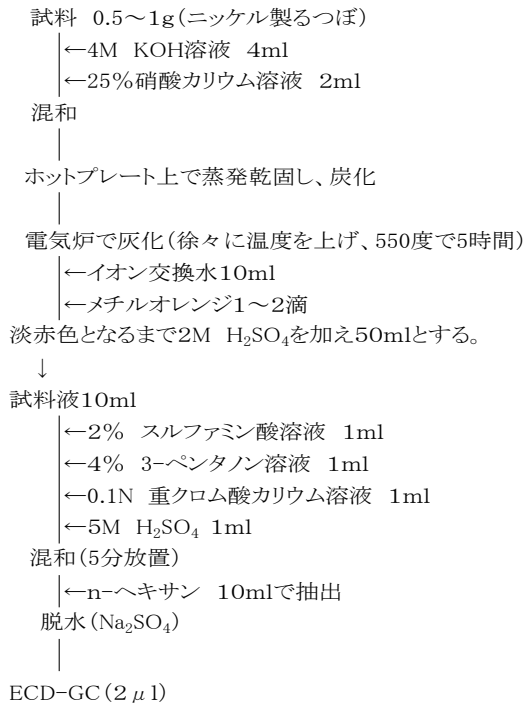 試料 0.5～1g(ニッケル製るつぼ)
←4M KOH溶液 4ml
←25%硝酸カリウム溶液 2ml
混和
ホットプレート上で蒸発乾固し、炭化
電気炉で灰化(徐々に温度を上げ、550度で5時間)
←イオン交換水10ml
←メチルオレンジ1～2滴
淡赤色となるまで2M H₂SO₄を加え50mlとする。
↓
試料液10ml
←2% スルファミン酸溶液 1ml
←4% 3-ペンタノン溶液 1ml
←0.1N 重クロム酸カリウム溶液 1ml
←5M H₂SO₄ 1ml
混和(5分放置)
←n-ヘキサン 10mlで抽出
脱水(Na₂SO₄)
ECD-GC(2μl)